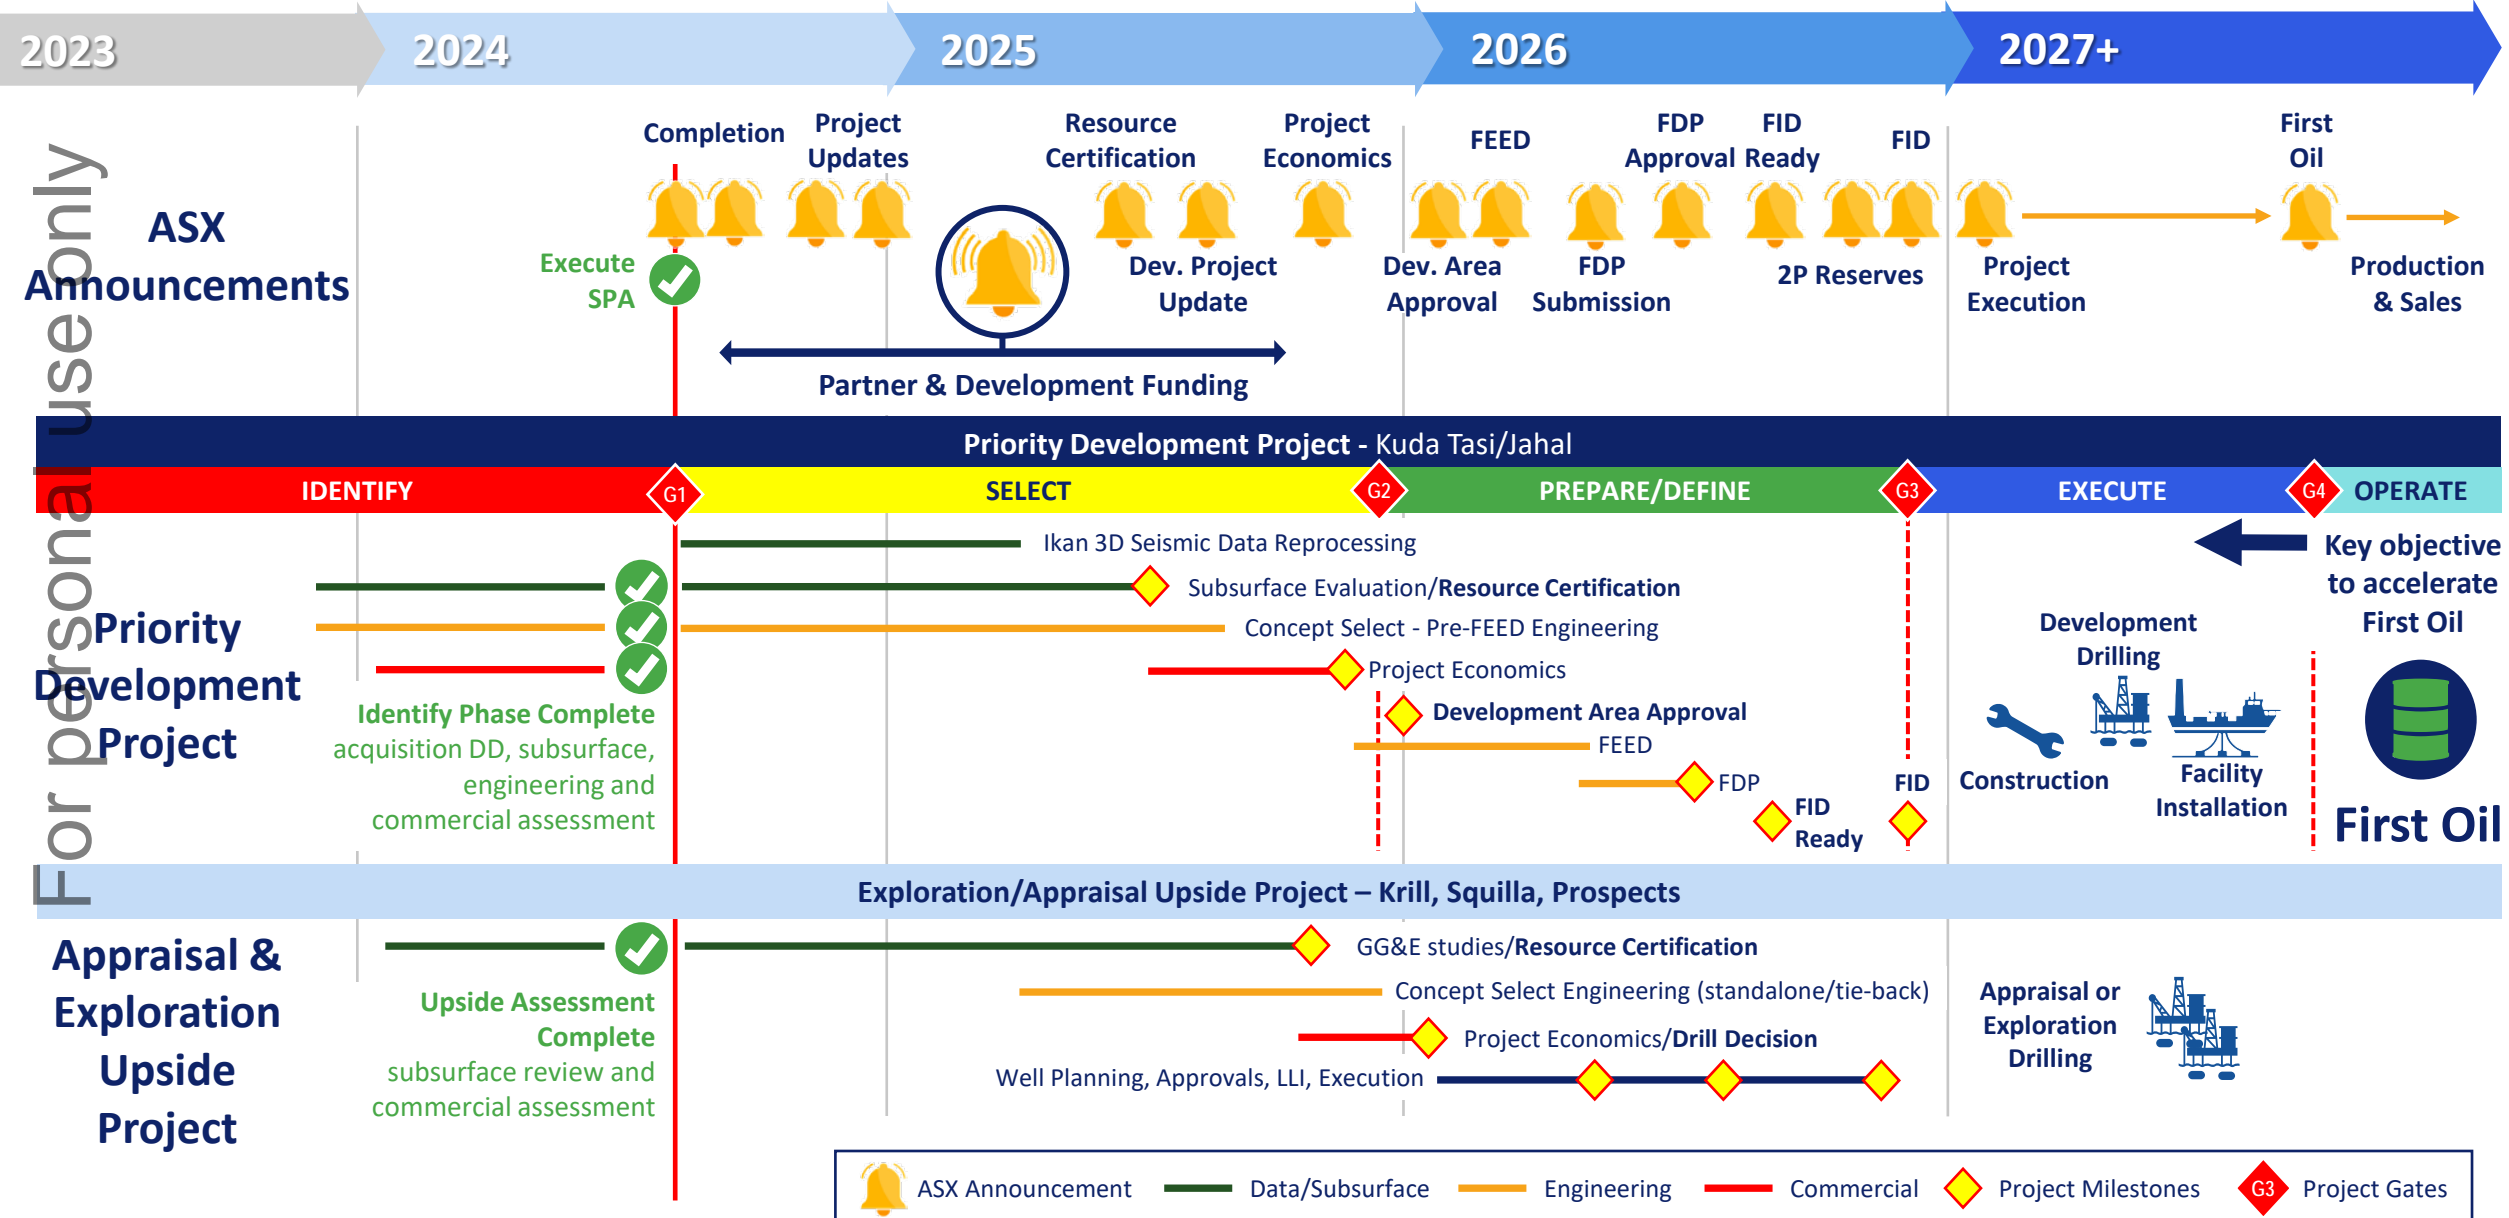 2023
2024
2025
2026
2027+
For personal use only
ASX
Announcements
Completion
Project
Updates
Resource
Certification
Project
Economics
FEED
FDP
Approval
FID
Ready
FID
First
Oil
Execute
SPA
Dev. Project
Update
Dev. Area
Approval
FDP
Submission
2P Reserves
Project
Execution
Production
& Sales
Partner & Development Funding
Priority Development Project - Kuda Tasi/Jahal
IDENTIFY
G1
SELECT
G2
PREPARE/DEFINE
G3
EXECUTE
G4
OPERATE
Priority
Development
Project
Ikan 3D Seismic Data Reprocessing
Subsurface Evaluation/Resource Certification
Concept Select - Pre-FEED Engineering
Project Economics
Identify Phase Complete
acquisition DD, subsurface,
engineering and
commercial assessment
Development Area Approval
FEED
FDP
FID
Ready
FID
Key objective
to accelerate
First Oil
Development
Drilling
Construction
Facility
Installation
First Oil
Exploration/Appraisal Upside Project – Krill, Squilla, Prospects
Appraisal &
Exploration
Upside
Project
GG&E studies/Resource Certification
Upside Assessment
Complete
subsurface review and
commercial assessment
Concept Select Engineering (standalone/tie-back)
Project Economics/Drill Decision
Well Planning, Approvals, LLI, Execution
Appraisal or
Exploration
Drilling
ASX Announcement
Data/Subsurface
Engineering
Commercial
Project Milestones
G3
Project Gates